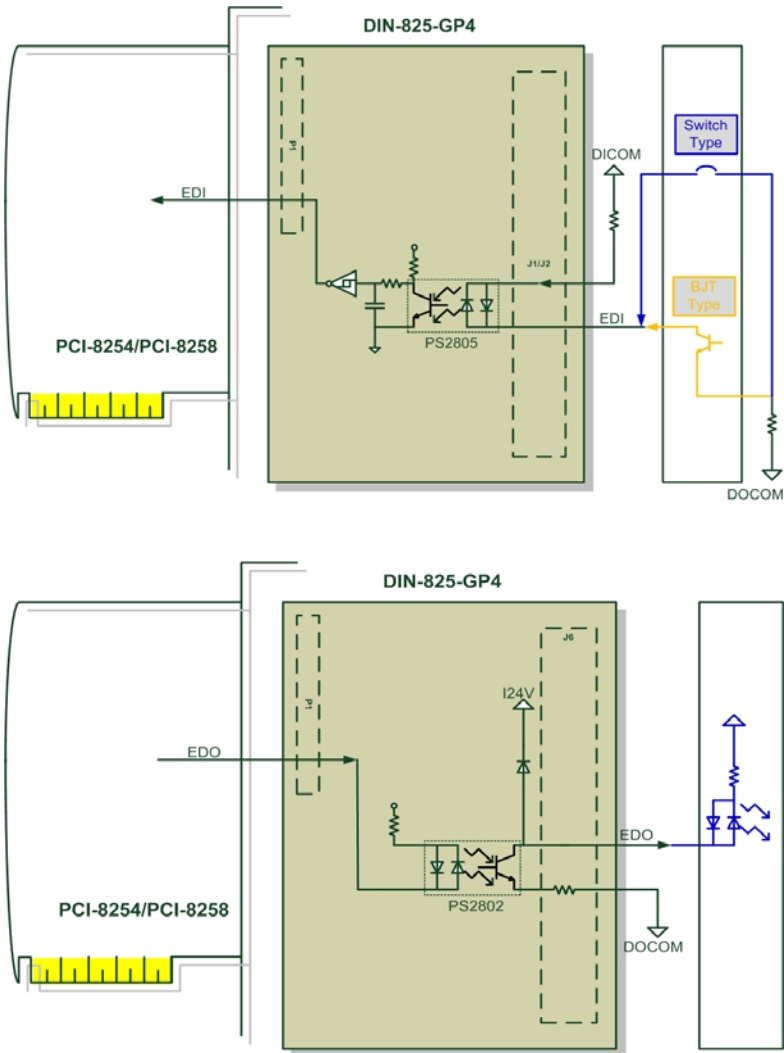 DIN-825-GP4
P1
Switch
Type
DICOM
EDI
J1/J2
BJT
Type
EDI
PS2805
PCI-8254/PCI-8258
DOCOM
DIN-825-GP4
P1
J6
I24V
EDO
EDO
PS2802
PCI-8254/PCI-8258
DOCOM